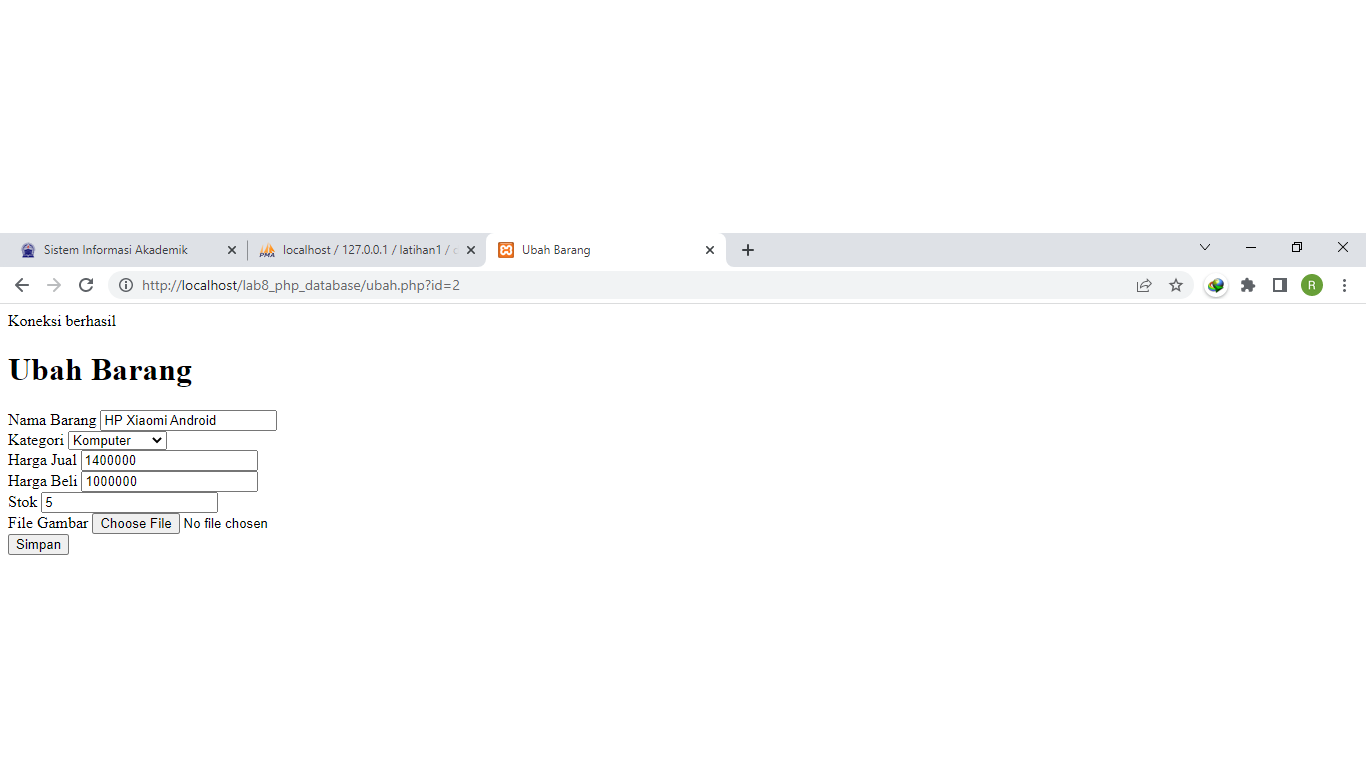 Sistem Informasi Akademik
localhost / 127.0.0.1 / latihan1 /
Ubah Barang
http://localhost/lab8_php_database/ubah.php?id=2
R
Koneksi berhasil
Ubah Barang
Nama Barang HP Xiaomi Android
Kategori Komputer
Harga Jual 1400000
Harga Beli 1000000
Stok 5
File Gambar Choose File No file chosen
Simpan